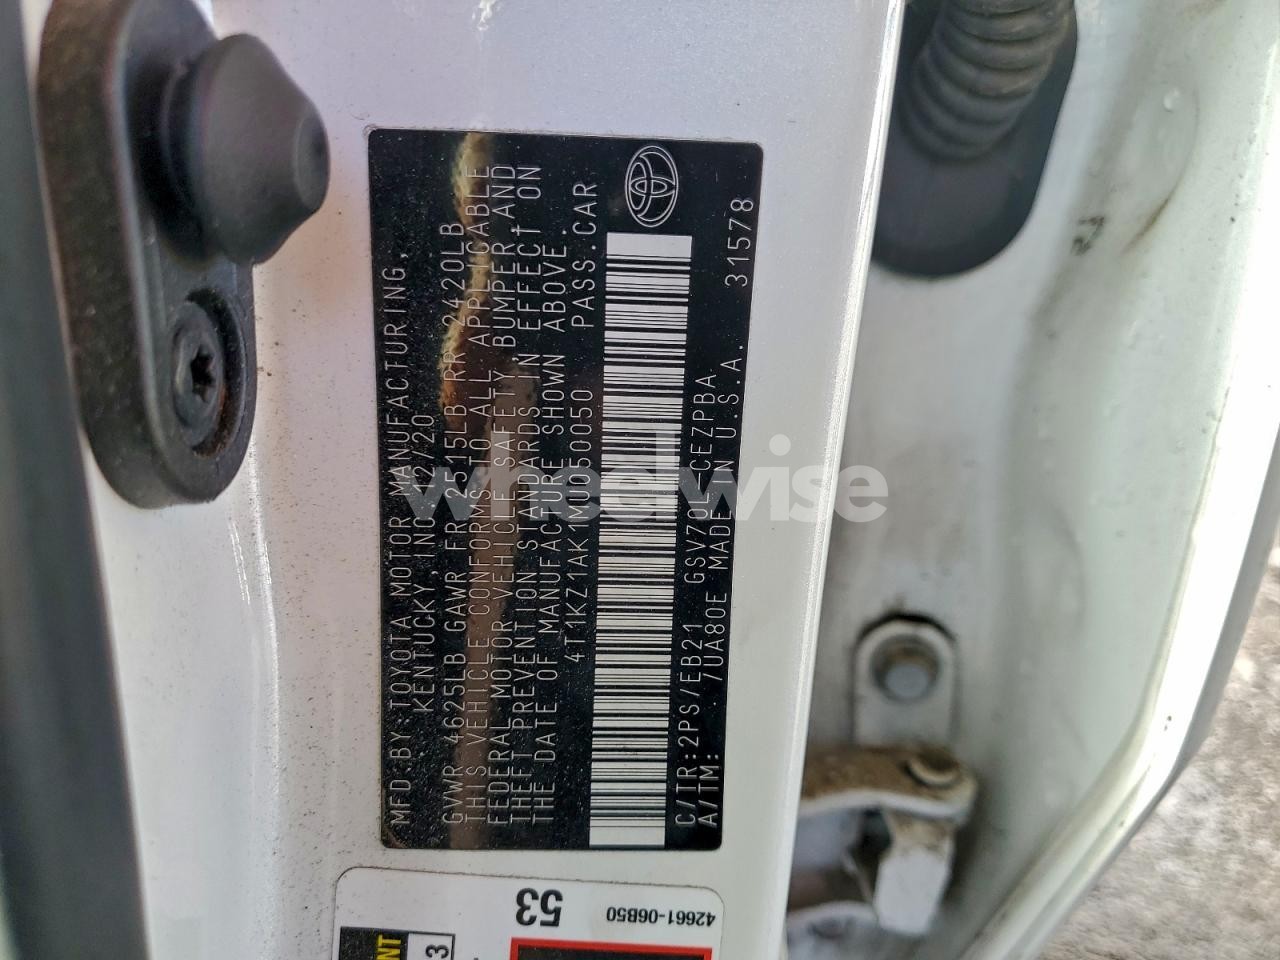 MFD.BY:TOYOTA MOTOR MANUFACTURING,
KENTUCKY, INC 12/20
GVWR 4625LB GAWR FR 2515LB RR 2420LB
THIS VEHICLE CONFORMS TO ALL APPLICABLE
FEDERAL MOTOR VEHICLE SAFETY,BUMPER,AND
THEFT PREVENTION STANDARDS IN EFFECT ON
THE DATE OF MANUFACTURE SHOWN ABOVE.
4T1KZ1AK1MU050050 PASS.CAR
C/TR:2PS/EB21 GSV70L-CEZPBA
A/TM: 7UA80E MADE IN U.S.A. 31578
wheelwise
53
42661-06B50
3